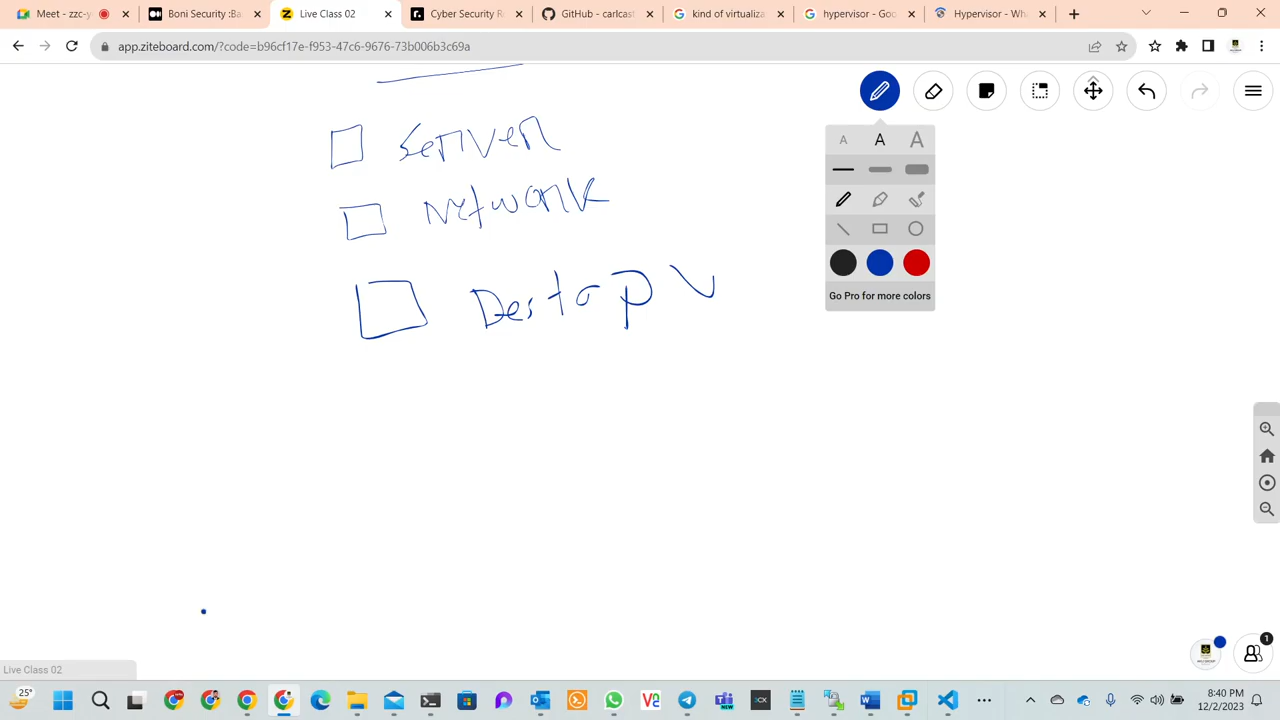 Meet - zzc-y
Boni Security :Ba:
Live Class 02
Cyber Security R
GitHub - carlcast
kind of virtualiza
hypervisor - Goo
Hypervisor - Wha
app.ziteboard.com/?code=b96cf17e-f953-47c6-9676-73b006b3c69a
Server
Network
Destop V
A A A
Go Pro for more colors
1
Live Class 02
25°
8:40 PM
12/2/2023